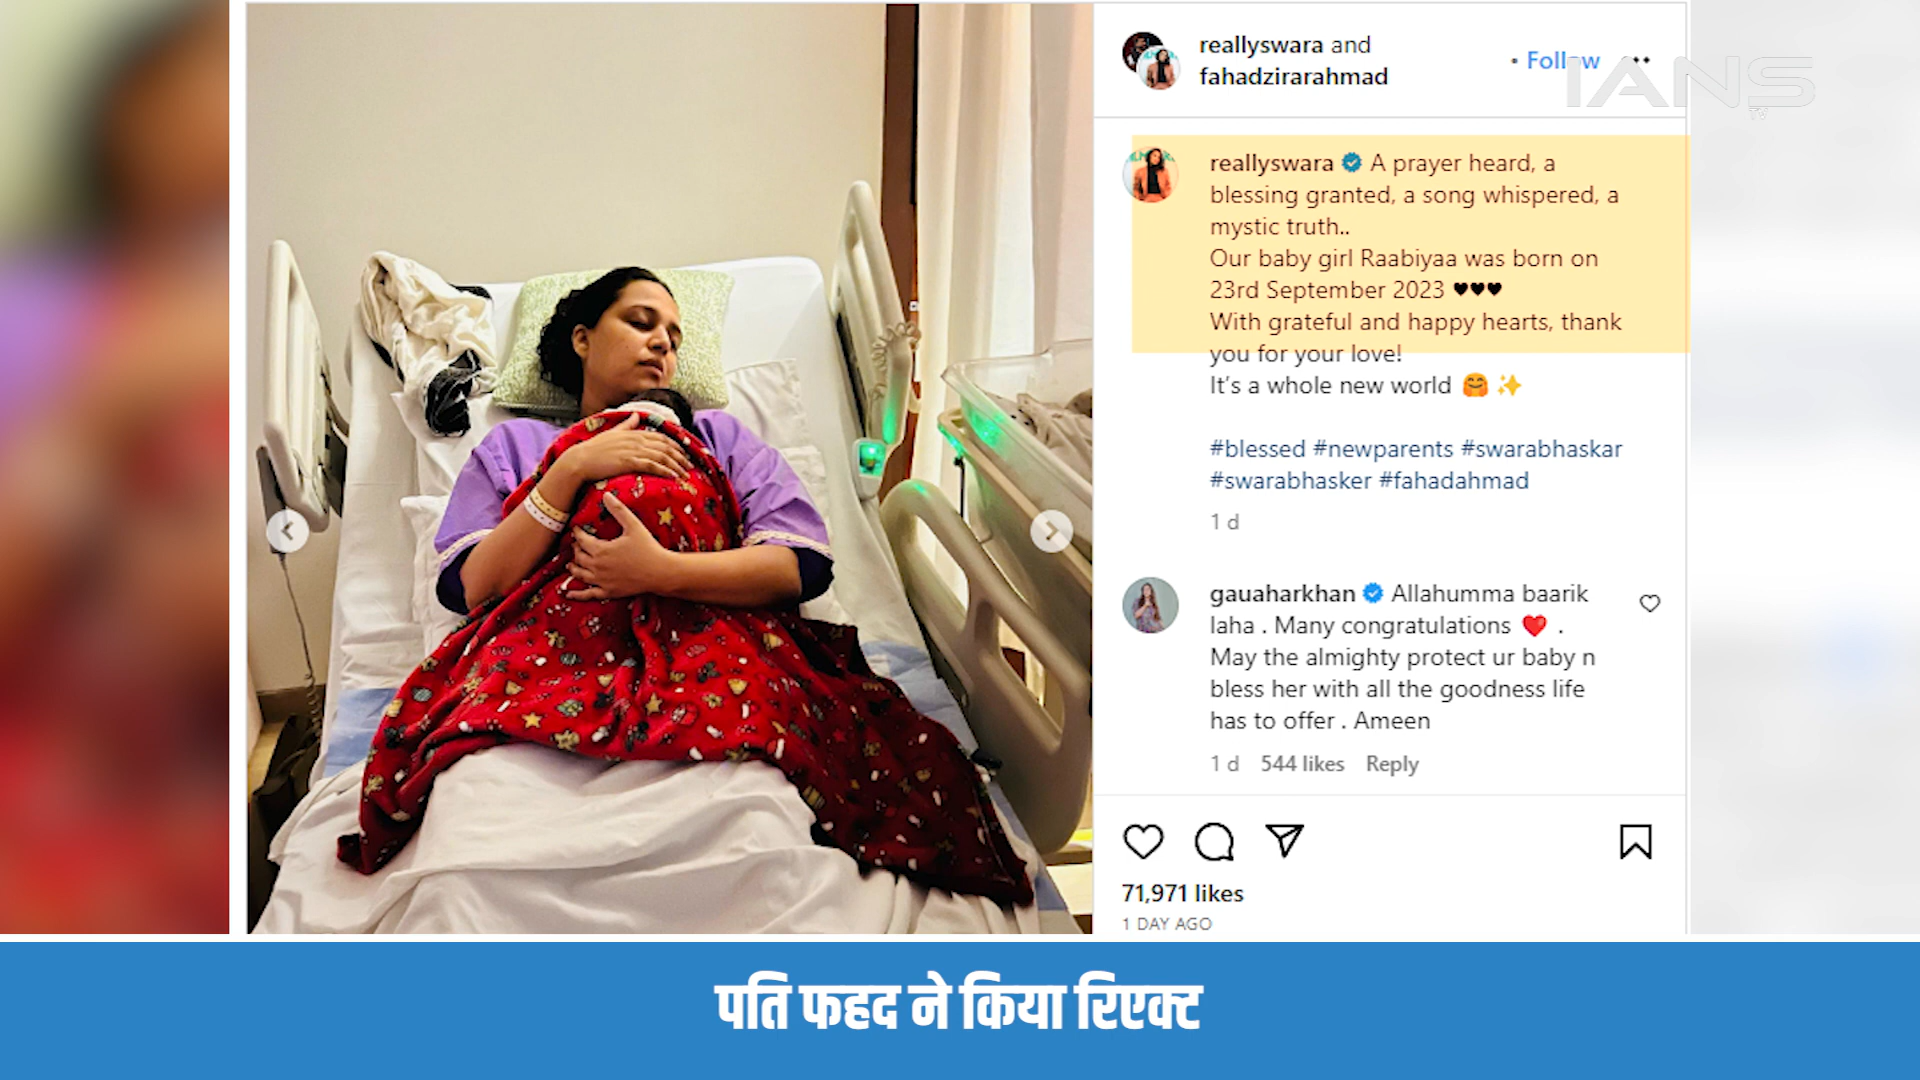 reallyswara and
fahadzirarahmad
• Follow
IANS
TV
reallyswara A prayer heard, a
blessing granted, a song whispered, a
mystic truth..
Our baby girl Raabiyaa was born on
23rd September 2023 🖤🖤🖤
With grateful and happy hearts, thank
you for your love!
It's a whole new world 🤗 ✨
#blessed #newparents #swarabhaskar
#swarabhasker #fahadahmad
1 d
gauaharkhan Allahumma baarik
laha . Many congratulations ❤️ .
May the almighty protect ur baby n
bless her with all the goodness life
has to offer . Ameen
1 d 544 likes Reply
71,971 likes
1 DAY AGO
पति फहद ने किया रिएक्ट